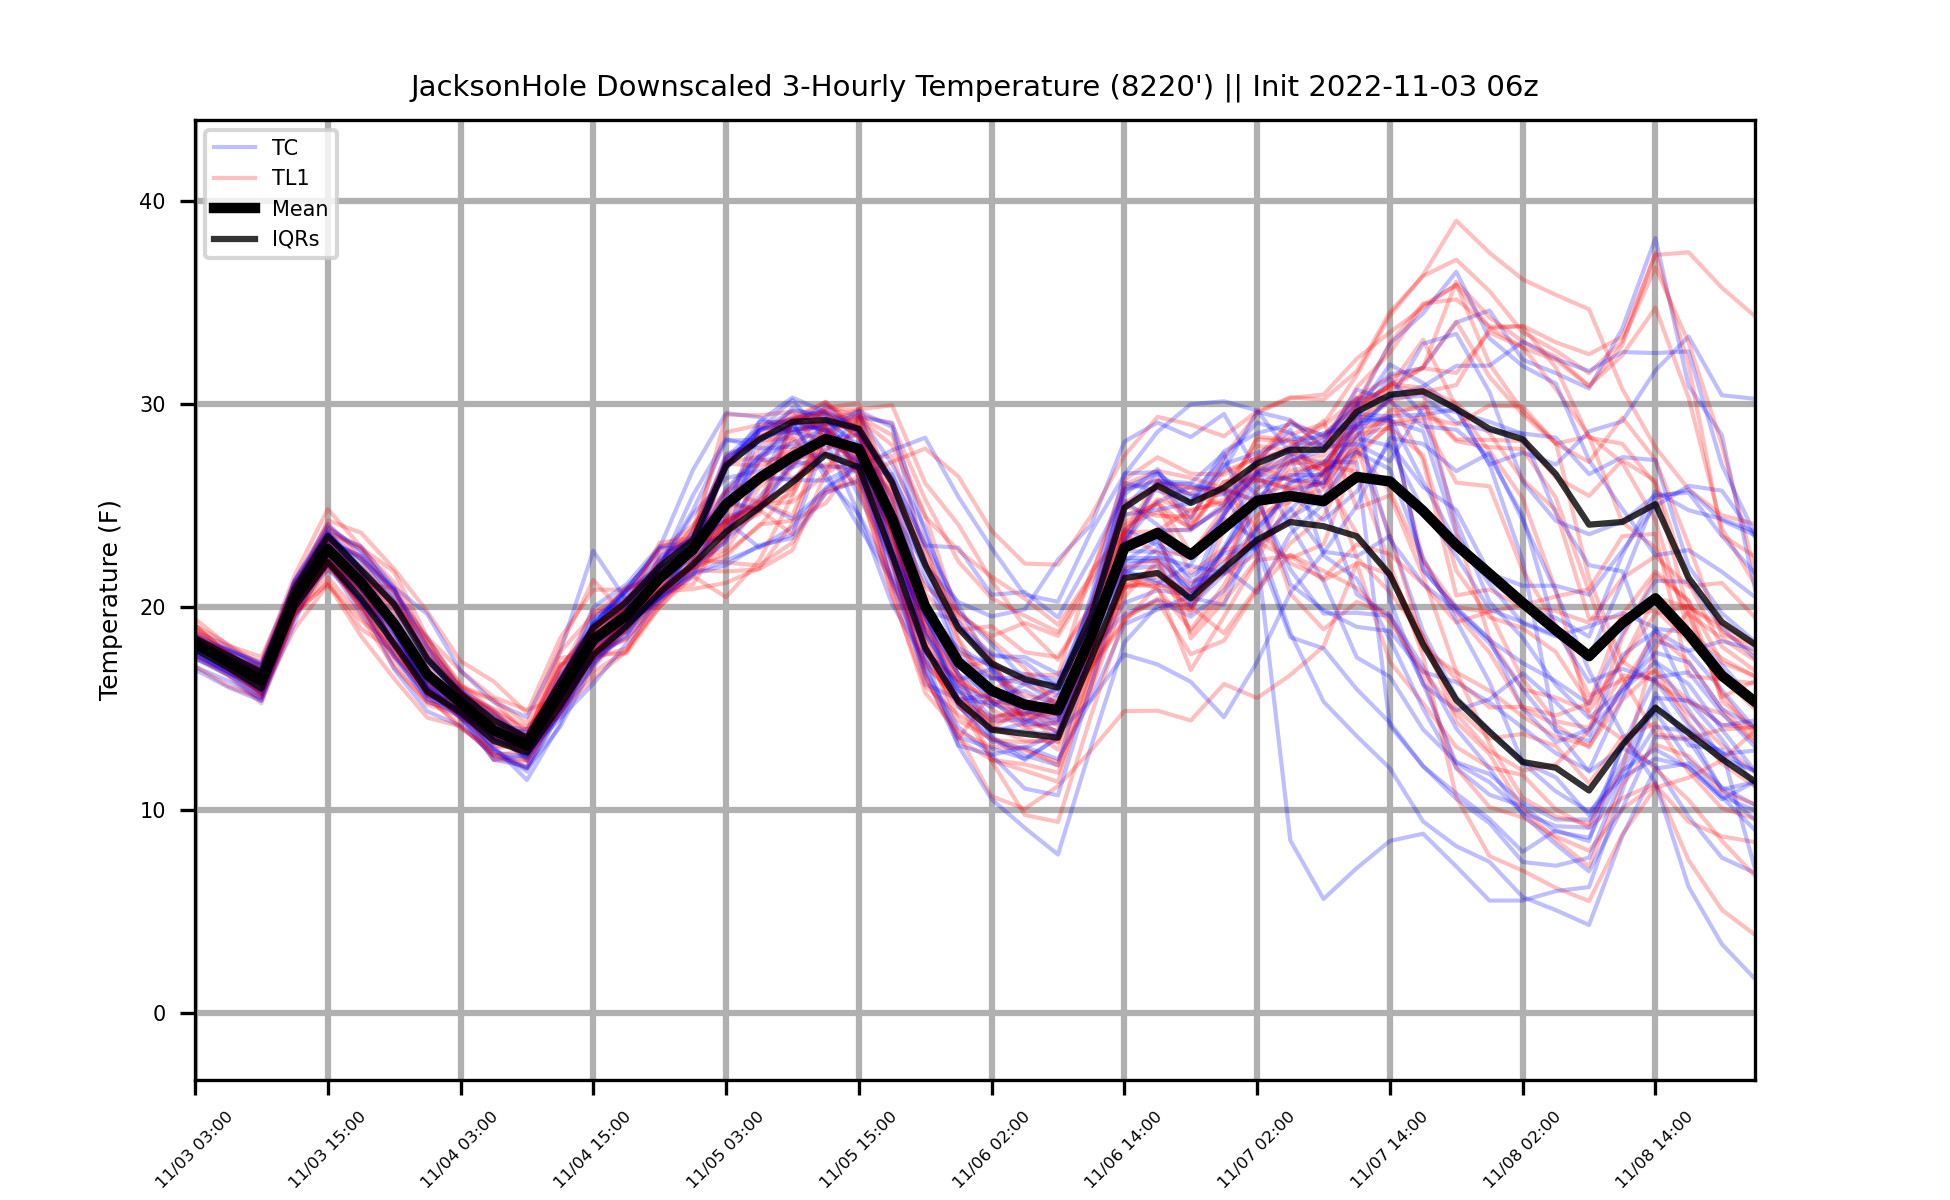 JacksonHole Downscaled 3-Hourly Temperature (8220') || Init 2022-11-03 06z
TC
TL1
Mean
IQRs
Temperature (F)
40
30
20
10
0
11/03 03:00
11/03 15:00
11/04 03:00
11/04 15:00
11/05 03:00
11/05 15:00
11/06 02:00
11/06 14:00
11/07 02:00
11/07 14:00
11/08 02:00
11/08 14:00